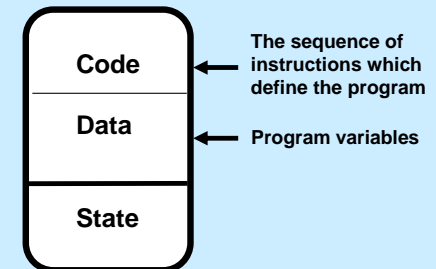 Code
The sequence of
instructions which
define the program
Data
Program variables
State